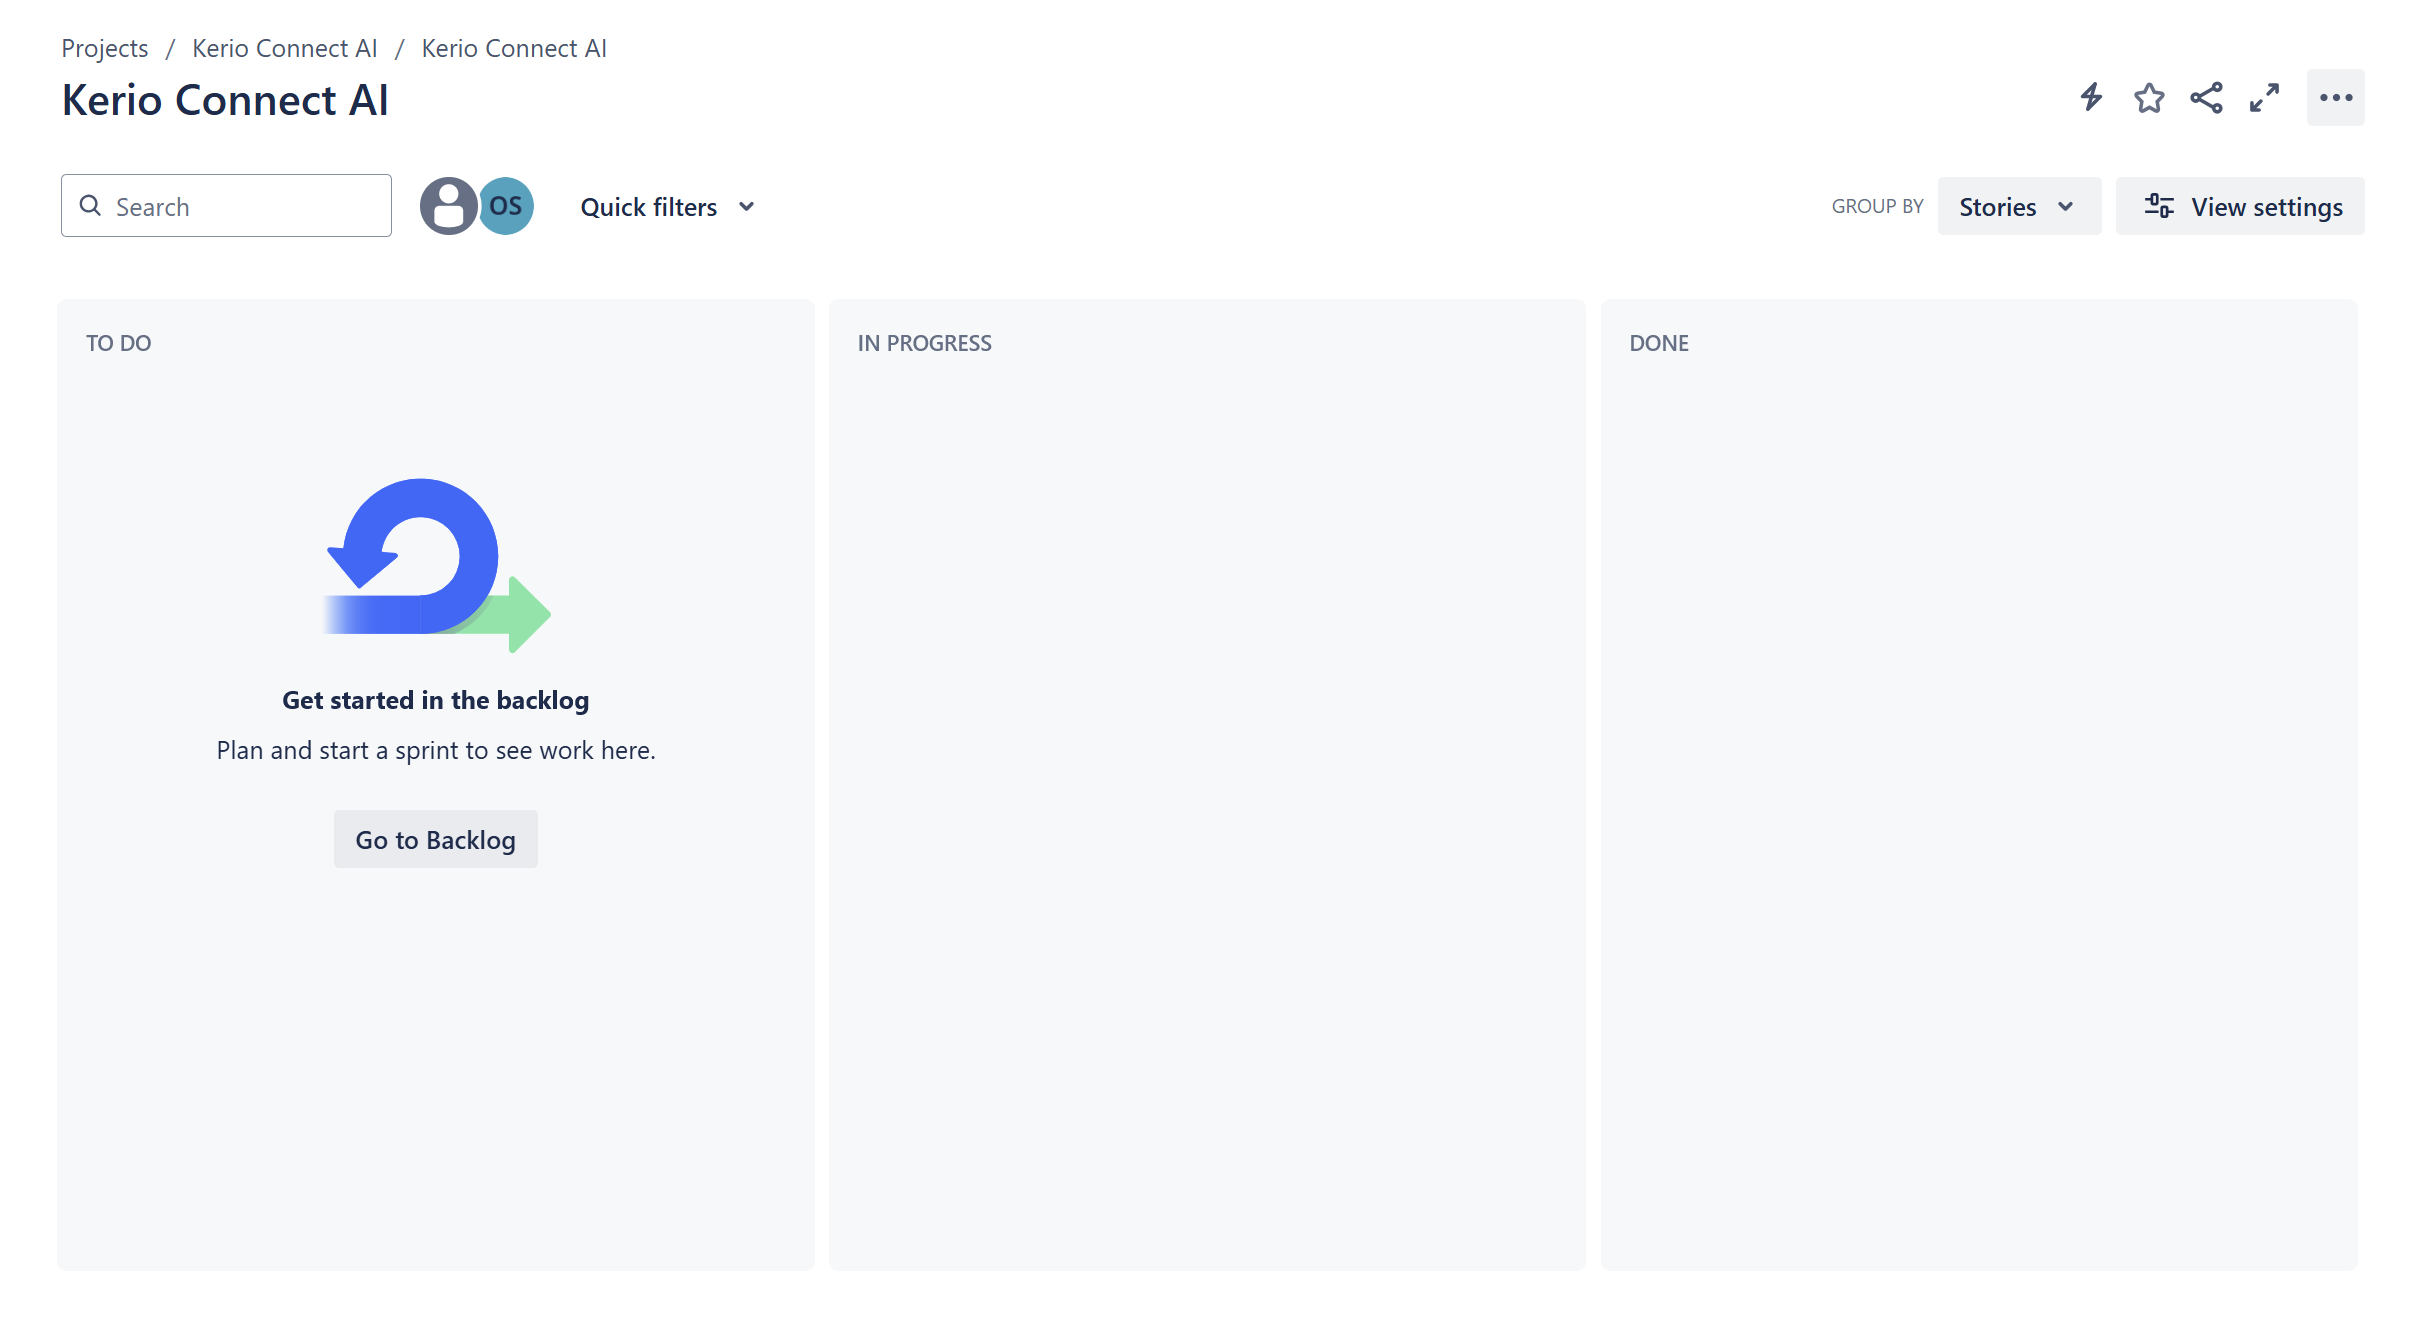 Projects / Kerio Connect AI / Kerio Connect AI
Kerio Connect AI
Search
OS
Quick filters
GROUP BY
Stories
View settings
TO DO
IN PROGRESS
DONE
Get started in the backlog
Plan and start a sprint to see work here.
Go to Backlog